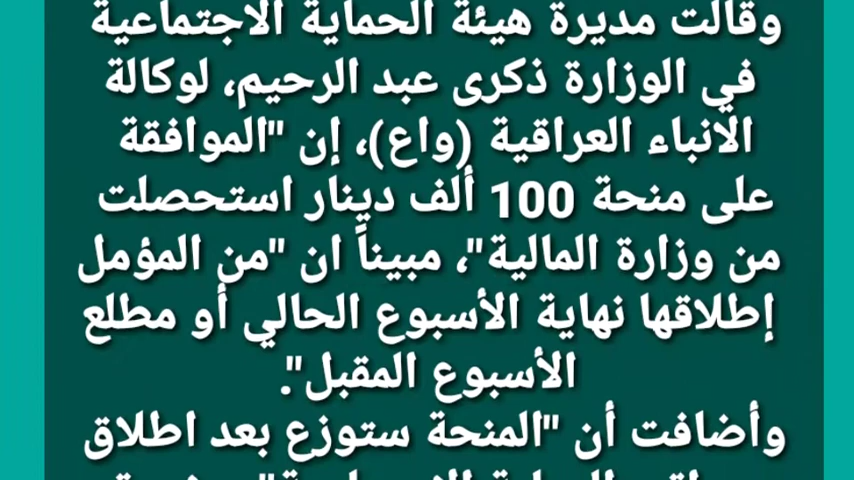 وقالت مديرة هيئة الحماية الاجتماعية
في الوزارة ذكرى عبد الرحيم، لوكالة
الانباء العراقية (واع)، إن "الموافقة
على منحة 100 ألف دينار استحصلت
من وزارة المالية"، مبيناً ان "من المؤمل
إطلاقها نهاية الأسبوع الحالي أو مطلع
الأسبوع المقبل".
وأضافت أن "المنحة ستوزع بعد اطلاق